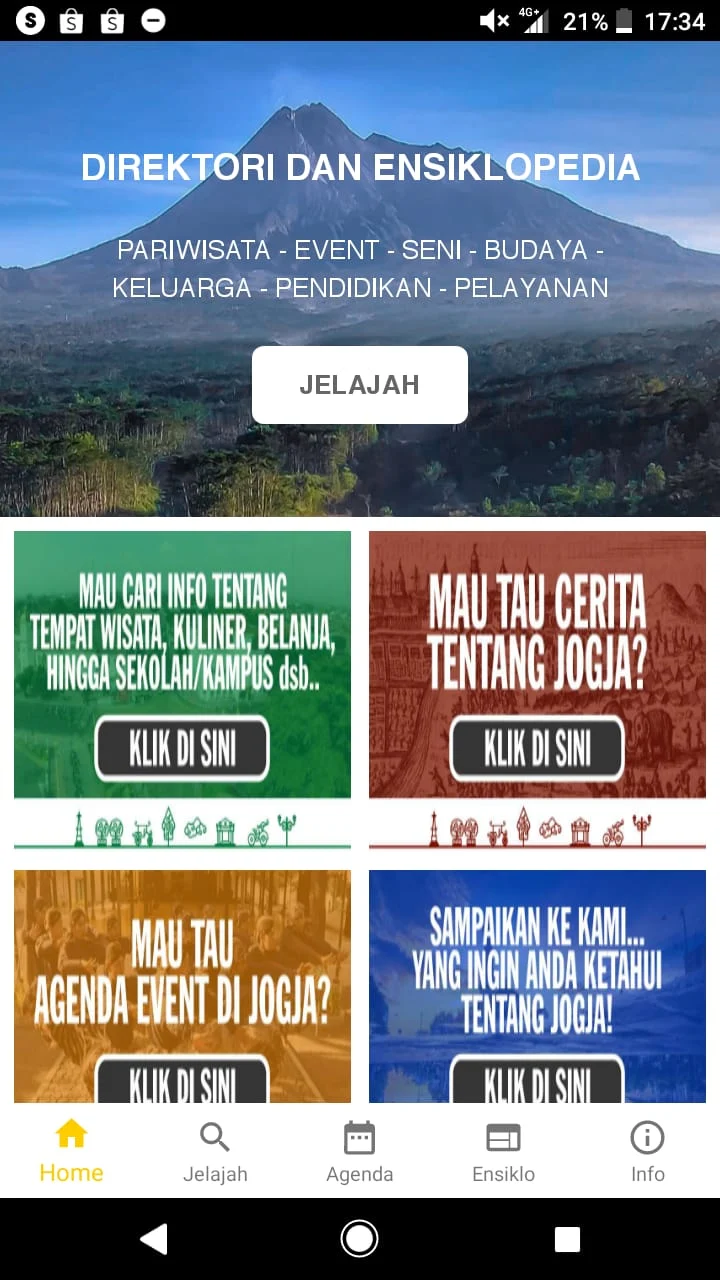 4G+ 21% 17:34
DIREKTORI DAN ENSIKLOPEDIA
PARIWISATA - EVENT - SENI - BUDAYA -
KELUARGA - PENDIDIKAN - PELAYANAN
JELAJAH
MAU CARI INFO TENTANG
TEMPAT WISATA, KULINER, BELANJA,
HINGGA SEKOLAH/KAMPUS dsb..
KLIK DI SINI
MAU TAU CERITA
TENTANG JOGJA?
KLIK DI SINI
MAU TAU
AGENDA EVENT DI JOGJA?
KLIK DI SINI
SAMPAIKAN KE KAMI...
YANG INGIN ANDA KETAHUI
TENTANG JOGJA!
KLIK DI SINI
Home Jelajah Agenda Ensiklo Info